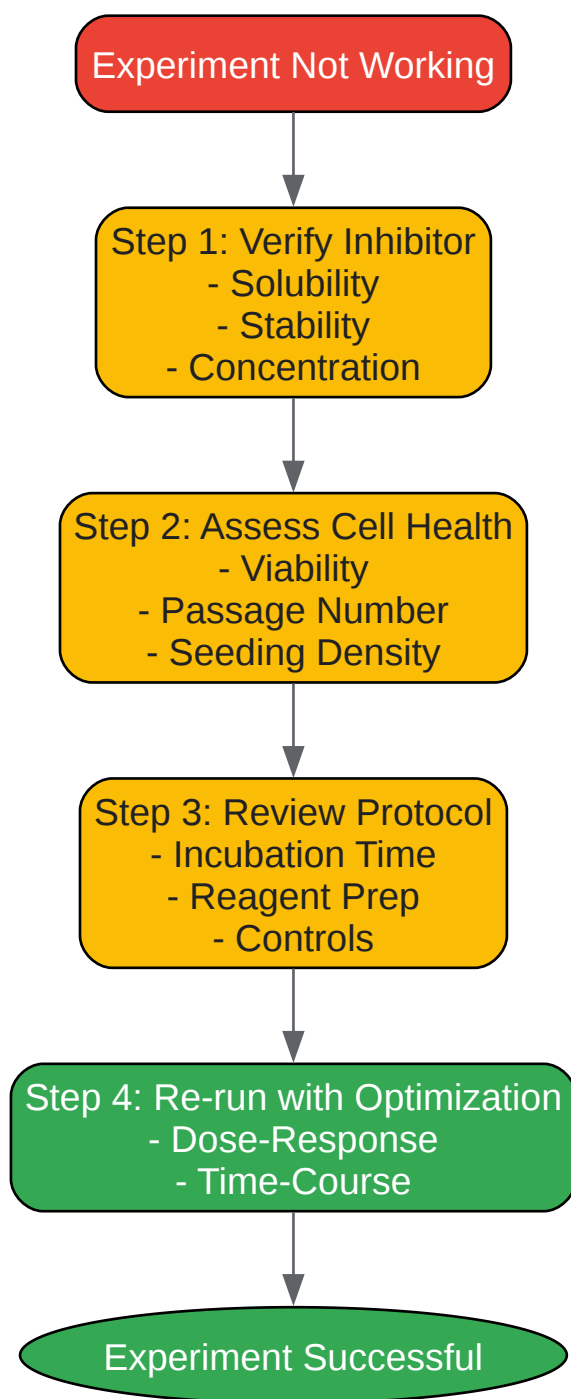 Experiment Not Working
Step 1: Verify Inhibitor
- Solubility
- Stability
- Concentration
Step 2: Assess Cell Health
- Viability
- Passage Number
- Seeding Density
Step 3: Review Protocol
- Incubation Time
- Reagent Prep
- Controls
Step 4: Re-run with Optimization
- Dose-Response
- Time-Course
Experiment Successful